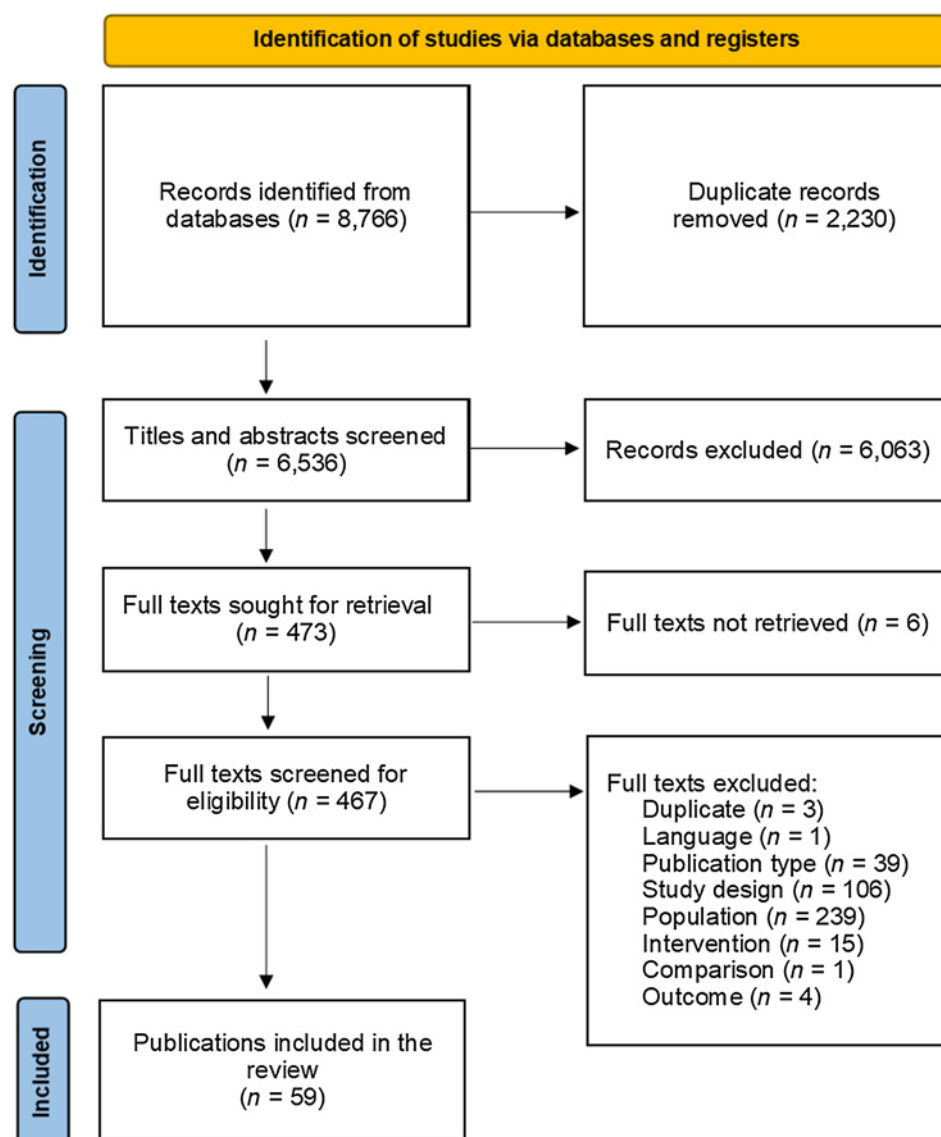 Identification of studies via databases and registers
Identification
Records identified from
databases (n = 8,766)
Duplicate records
removed (n = 2,230)
Screening
Titles and abstracts screened
(n = 6,536)
Records excluded (n = 6,063)
Full texts sought for retrieval
(n = 473)
Full texts not retrieved (n = 6)
Full texts screened for
eligibility (n = 467)
Full texts excluded:
Duplicate (n = 3)
Language (n = 1)
Publication type (n = 39)
Study design (n = 106)
Population (n = 239)
Intervention (n = 15)
Comparison (n = 1)
Outcome (n = 4)
Included
Publications included in the
review
(n = 59)